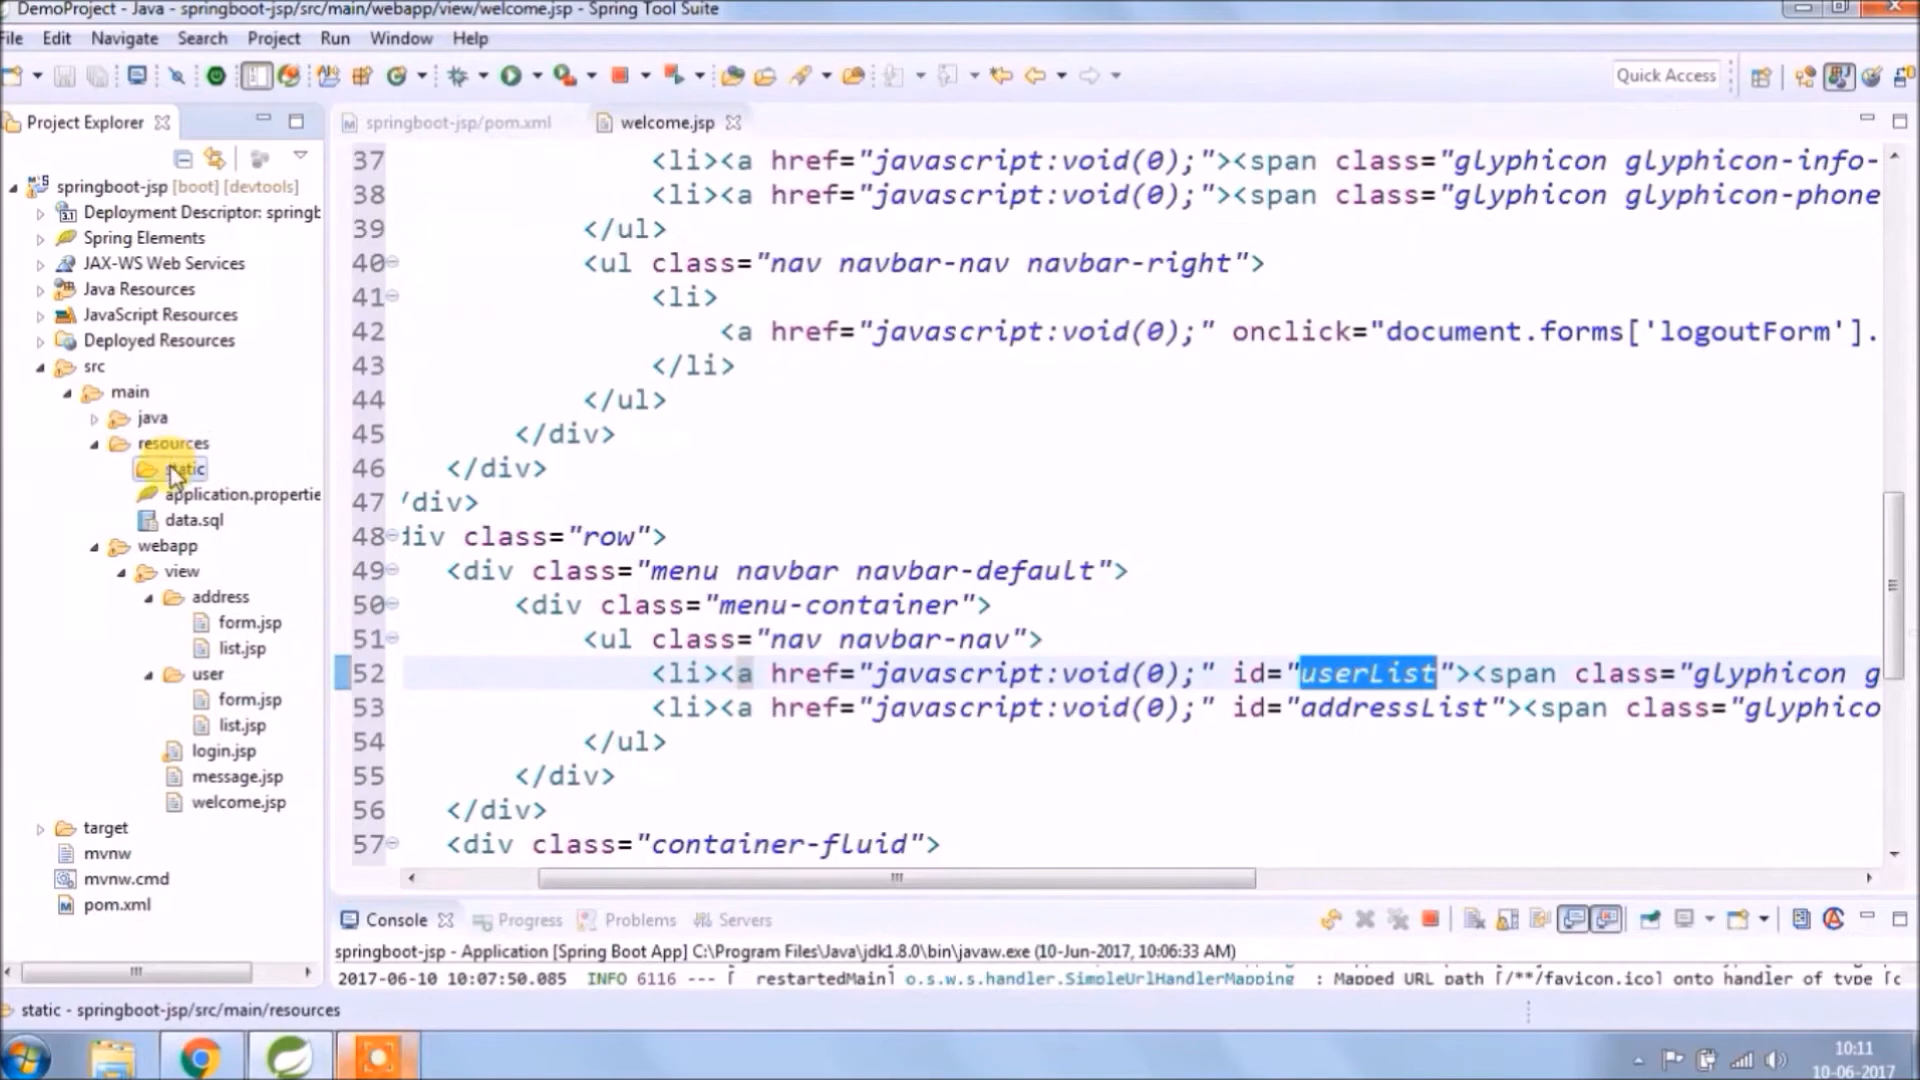 DemoProject - Java - springboot-jsp/src/main/webapp/view/welcome.jsp - Spring Tool Suite
File Edit Navigate Search Project Run Window Help
Quick Access
Project Explorer
springboot-jsp/pom.xml
welcome.jsp
springboot-jsp [boot] [devtools]
Deployment Descriptor: springb
Spring Elements
JAX-WS Web Services
Java Resources
JavaScript Resources
Deployed Resources
src
main
java
resources
static
application.propertie
data.sql
webapp
view
address
form.jsp
list.jsp
user
form.jsp
list.jsp
login.jsp
message.jsp
welcome.jsp
target
mvnw
mvnw.cmd
pom.xml
37 <li><a href="javascript:void(0);"><span class="glyphicon glyphicon-info-
38 <li><a href="javascript:void(0);"><span class="glyphicon glyphicon-phone
39 </ul>
40 <ul class="nav navbar-nav navbar-right">
41 <li>
42 <a href="javascript:void(0);" onclick="document.forms['logoutForm'].
43 </li>
44 </ul>
45 </div>
46 </div>
47 /div>
48 div class="row">
49 <div class="menu navbar navbar-default">
50 <div class="menu-container">
51 <ul class="nav navbar-nav">
52 <li><a href="javascript:void(0);" id="userList"><span class="glyphicon g
53 <li><a href="javascript:void(0);" id="addressList"><span class="glyphico
54 </ul>
55 </div>
56 </div>
57 <div class="container-fluid">
Console Progress Problems Servers
springboot-jsp - Application [Spring Boot App] C:\Program Files\Java\jdk1.8.0\bin\javaw.exe (10-Jun-2017, 10:06:33 AM)
2017-06-10 10:07:50.085 INFO 6116 --- [ restartedMain] o.s.w.s.handler.SimpleUrlHandlerMapping : Mapped URL path [/**/favicon.ico] onto handler of type [c
static - springboot-jsp/src/main/resources
10:11
10-06-2017